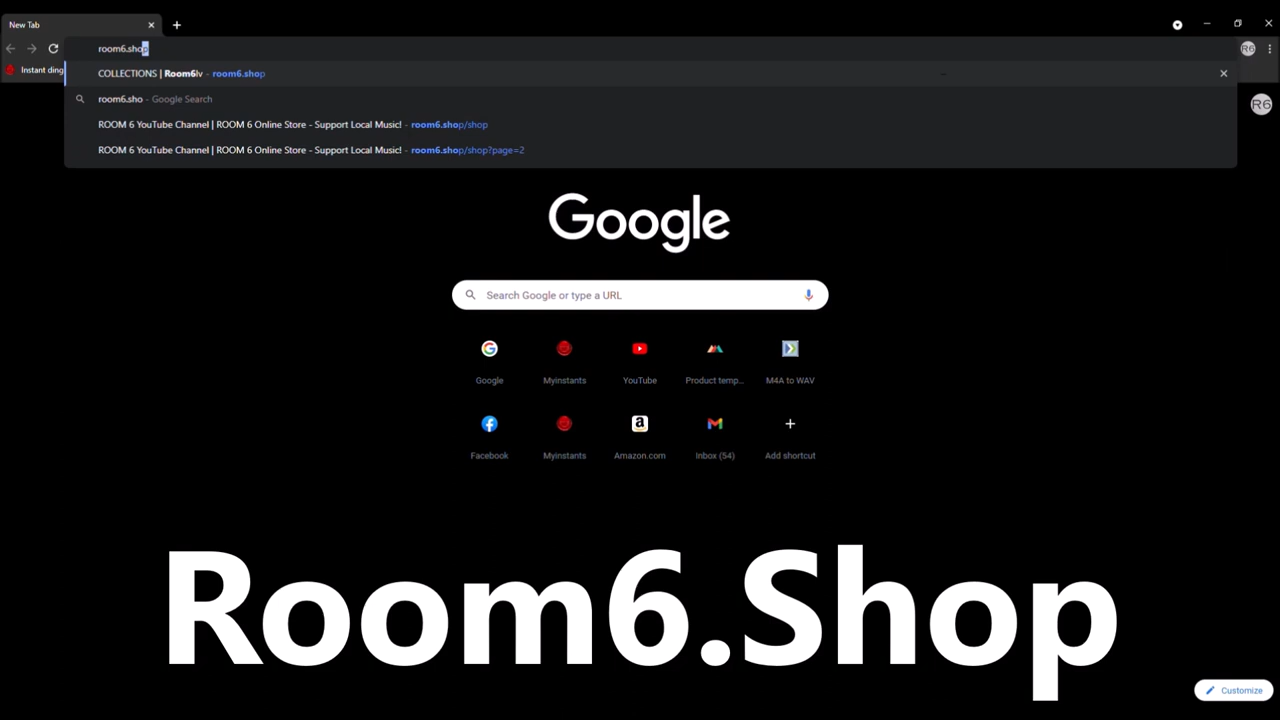 New Tab
room6.shop
R6
Instant ding
COLLECTIONS | Room6lv - room6.shop
room6.sho - Google Search
R6
ROOM 6 YouTube Channel | ROOM 6 Online Store - Support Local Music! - room6.shop/shop
ROOM 6 YouTube Channel | ROOM 6 Online Store - Support Local Music! - room6.shop/shop?page=2
Google
Search Google or type a URL
Google Myinstants YouTube Product temp... M4A to WAV
Facebook Myinstants Amazon.com Inbox (54) Add shortcut
Room6.Shop
Customize